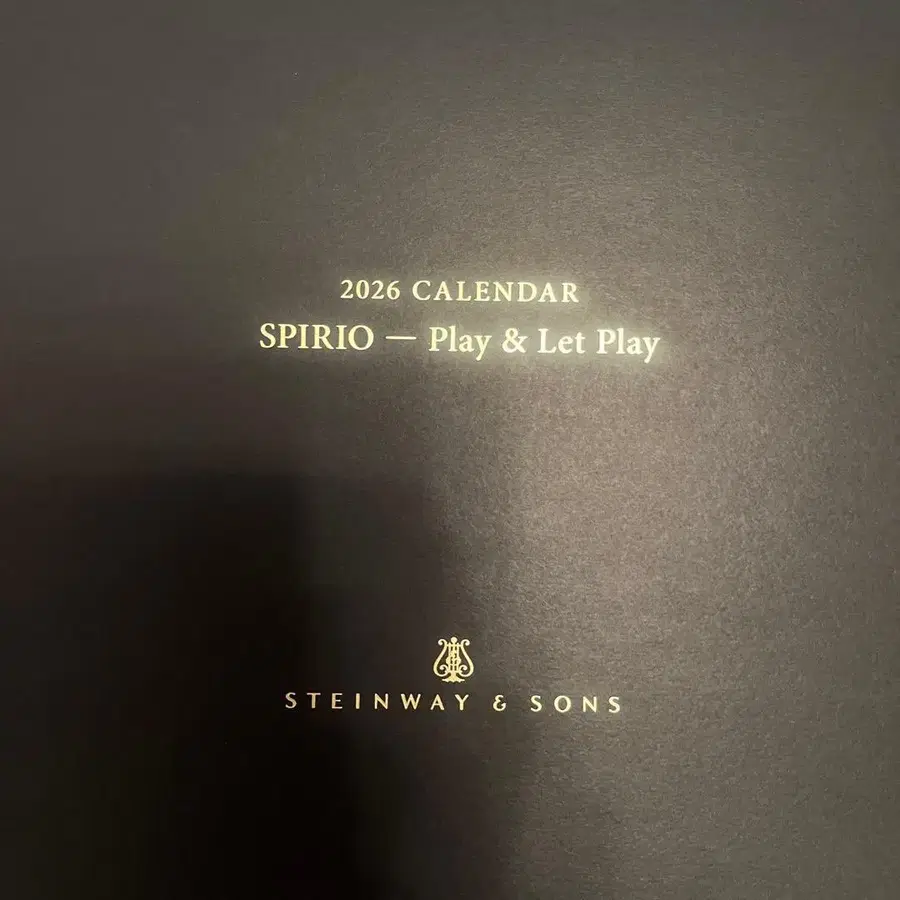 2026 CALENDAR
SPIRIO — Play & Let Play
STEINWAY & SONS